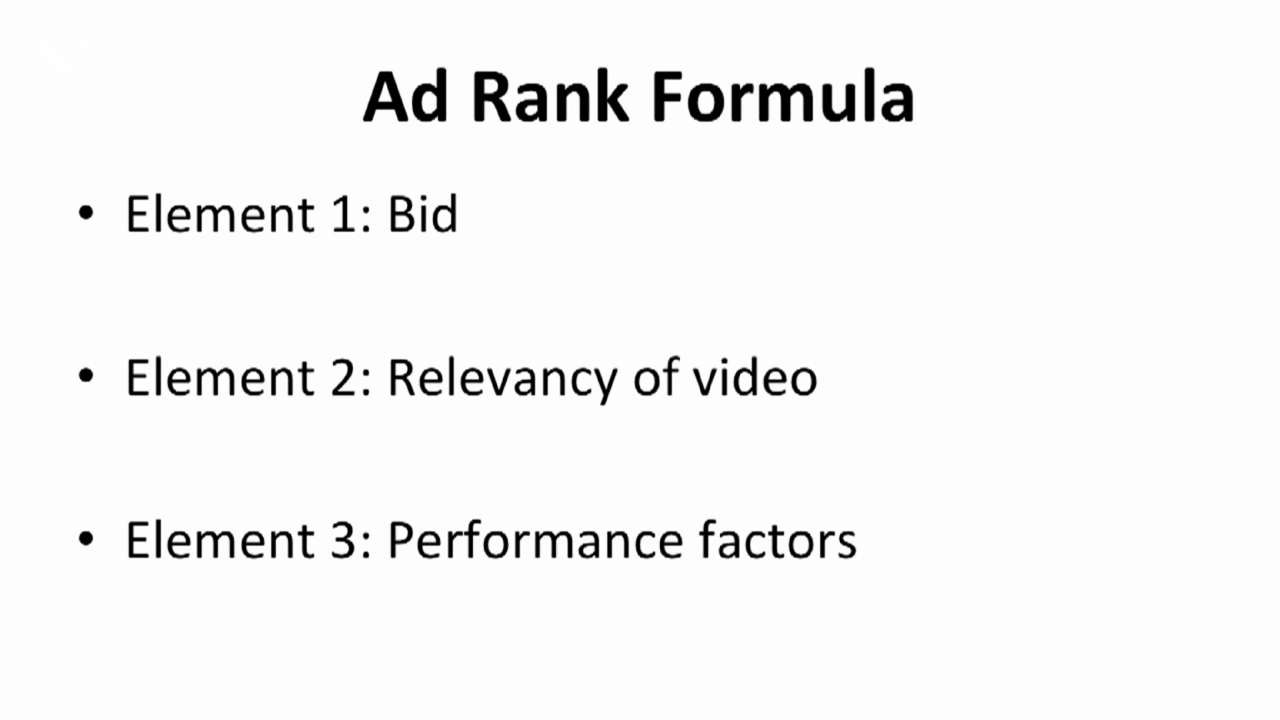 Ad Rank Formula
• Element 1: Bid
• Element 2: Relevancy of video
• Element 3: Performance factors